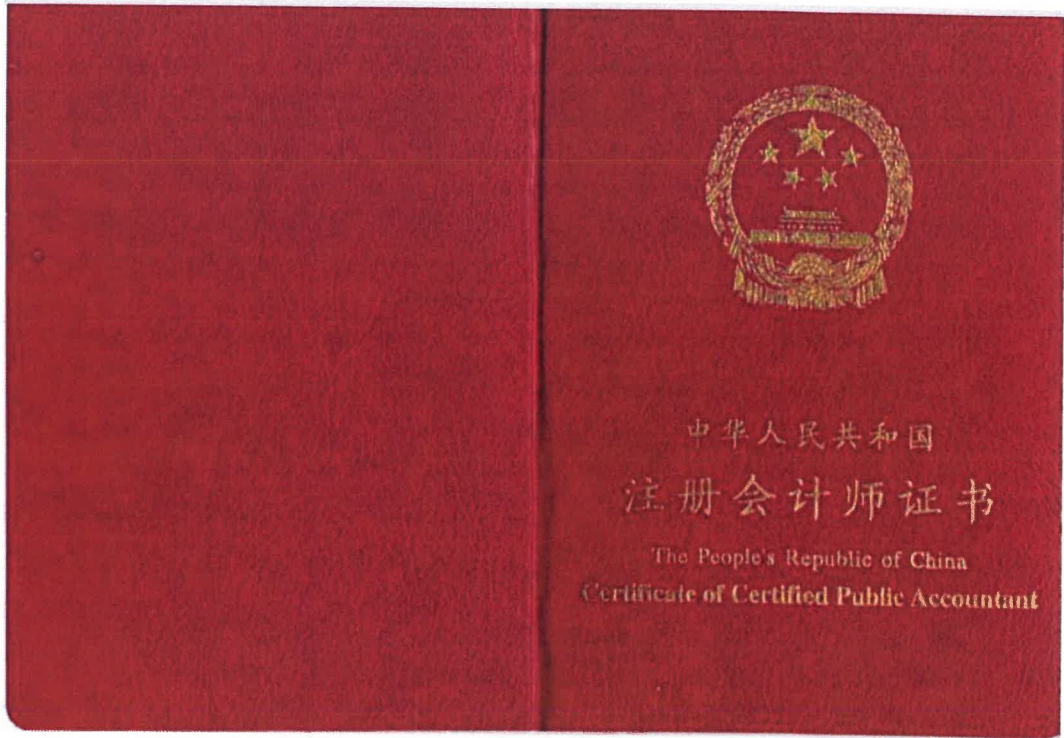 中华人民共和国
注册会计师证书
The People's Republic of China
Certificate of Certified Public Accountant